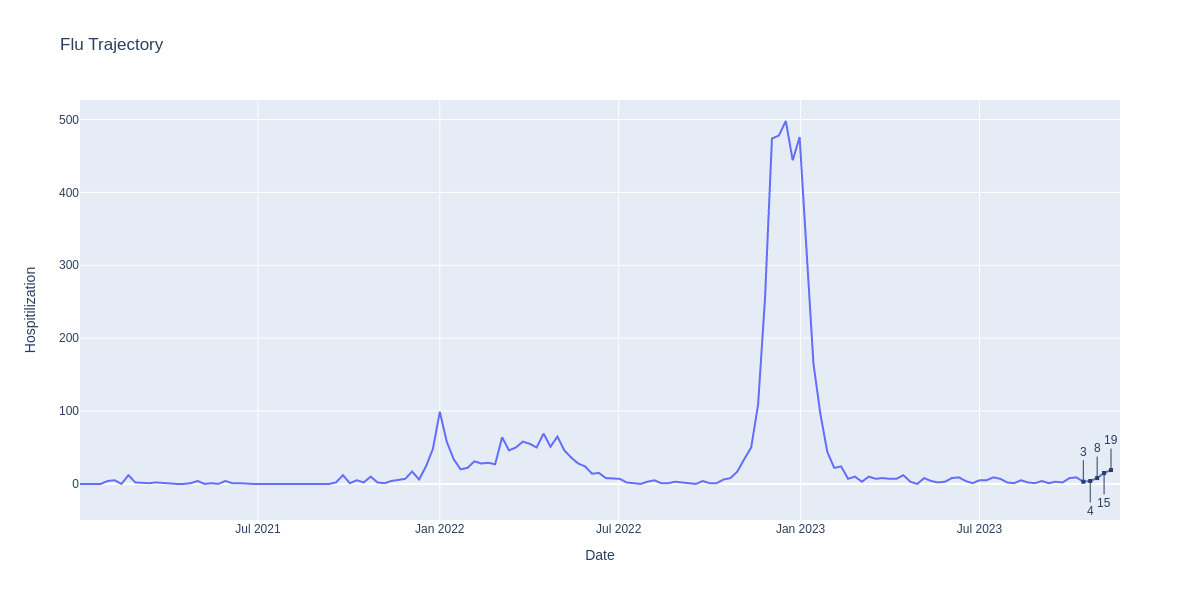 Flu Trajectory
Hospitilization
500
400
300
200
100
0
3
4
8
15
19
Jul 2021
Jan 2022
Jul 2022
Jan 2023
Jul 2023
Date